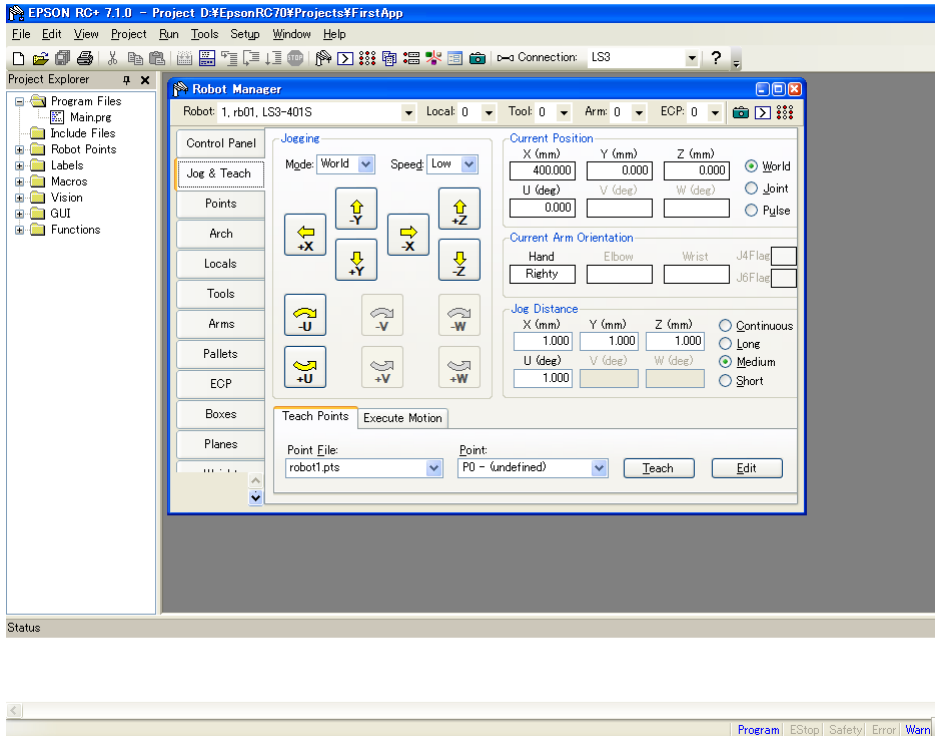 EPSON RC+ 7.1.0 - Project D:¥EpsonRC70¥Projects¥FirstApp
File Edit View Project Run Tools Setup Window Help
Connection: LS3 ?
Project Explorer
Program Files
Main.prg
Include Files
Robot Points
Labels
Macros
Vision
GUI
Functions
Robot Manager
Robot: 1, rb01, LS3-401S Local: 0 Tool: 0 Arm: 0 ECP: 0
Control Panel
Jog & Teach
Points
Arch
Locals
Tools
Arms
Pallets
ECP
Boxes
Planes
Jogging
Mode: World Speed: Low
-Y
+Z
+X
-X
+Y
-Z
-U -V -W
+U +V +W
Current Position
X (mm) Y (mm) Z (mm)
400.000 0.000 0.000
U (deg) V (deg) W (deg)
0.000
World
Joint
Pulse
Current Arm Orientation
Hand Elbow Wrist J4Flag
Righty J6Flag
Jog Distance
X (mm) Y (mm) Z (mm)
1.000 1.000 1.000
U (deg) V (deg) W (deg)
1.000
Continuous
Long
Medium
Short
Teach Points Execute Motion
Point File: Point:
robot1.pts P0 - (undefined) Teach Edit
Status
Program EStop Safety Error Warn